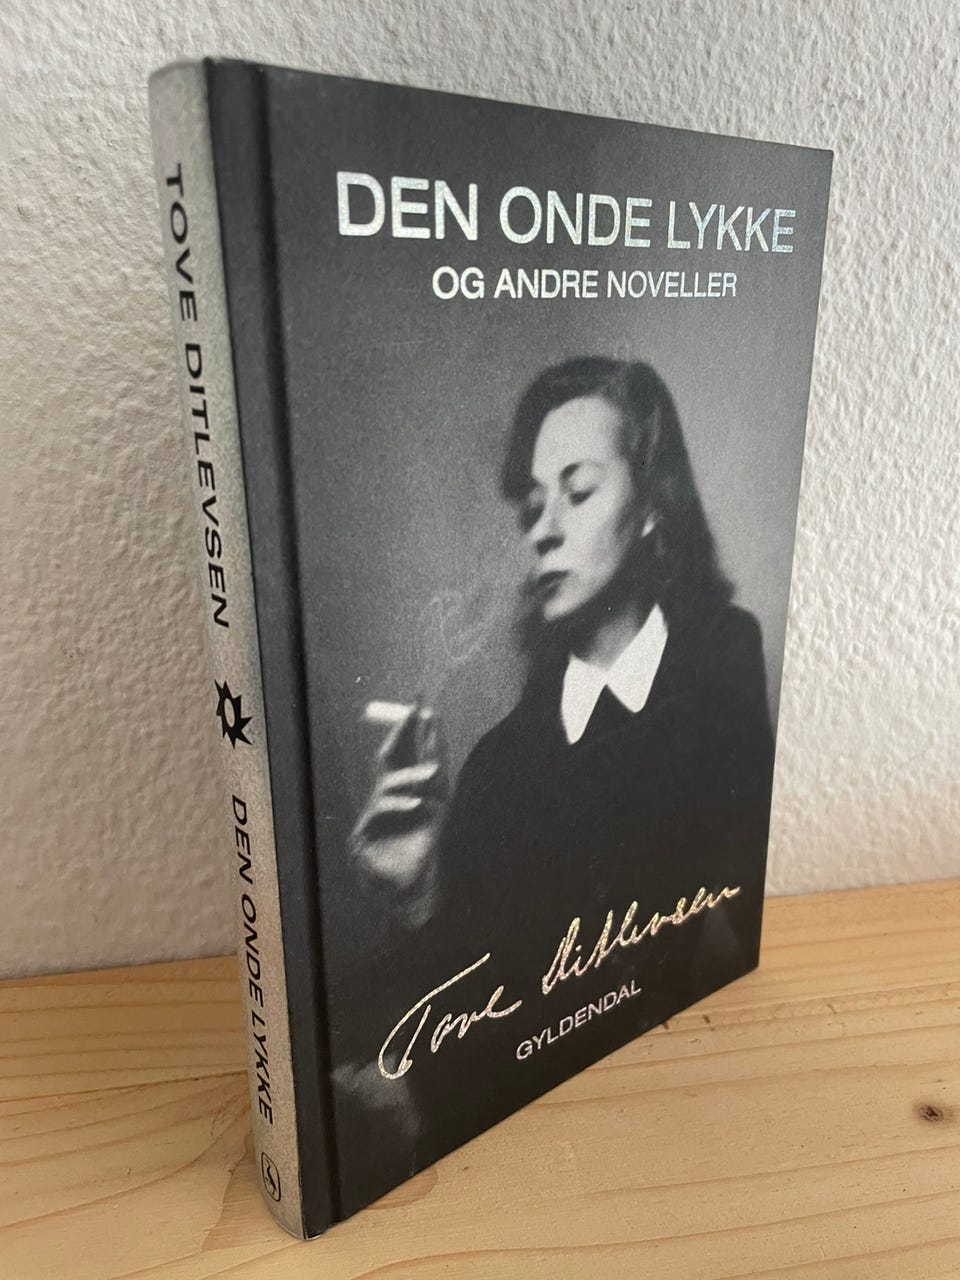 DEN ONDE LYKKE
OG ANDRE NOVELLER
Tove Ditlevsen
GYLDENDAL
TOVE DITLEVSEN DEN ONDE LYKKE